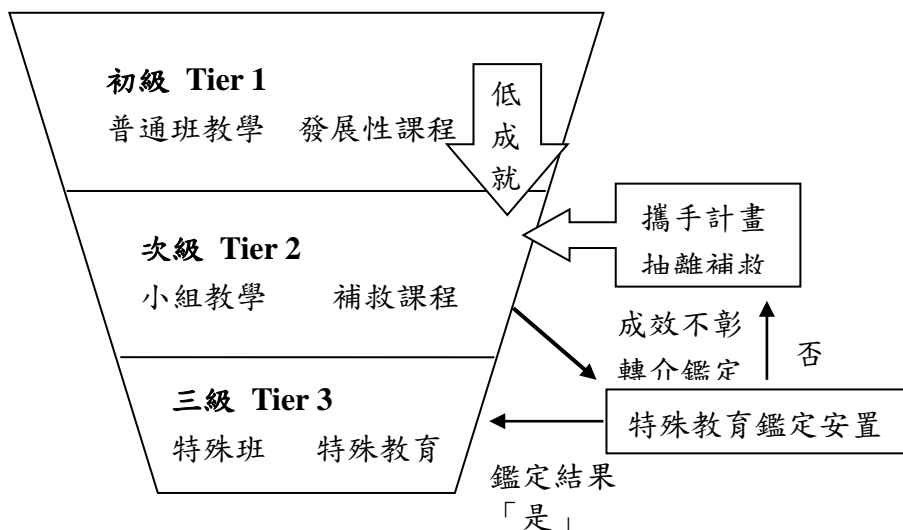 初級 Tier 1
普通班教學 發展性課程
低
成
就
次級 Tier 2
小組教學 補救課程
攜手計畫
抽離補救
成效不彰
轉介鑑定
否
三級 Tier 3
特殊班 特殊教育
特殊教育鑑定安置
鑑定結果
「是」